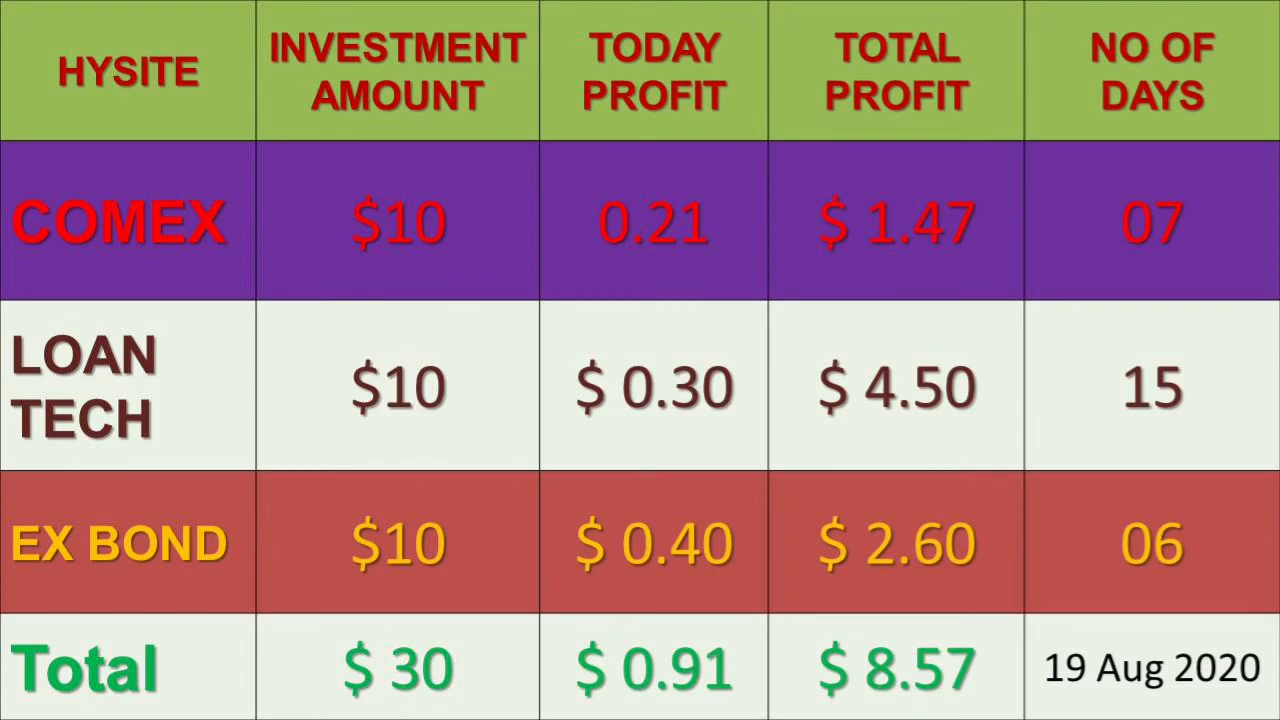 HYSITE
INVESTMENT
AMOUNT
TODAY
PROFIT
TOTAL
PROFIT
NO OF
DAYS
COMEX
$10
0.21
$ 1.47
07
LOAN
TECH
$10
$ 0.30
$ 4.50
15
EX BOND
$10
$ 0.40
$ 2.60
06
Total
$ 30
$ 0.91
$ 8.57
19 Aug 2020